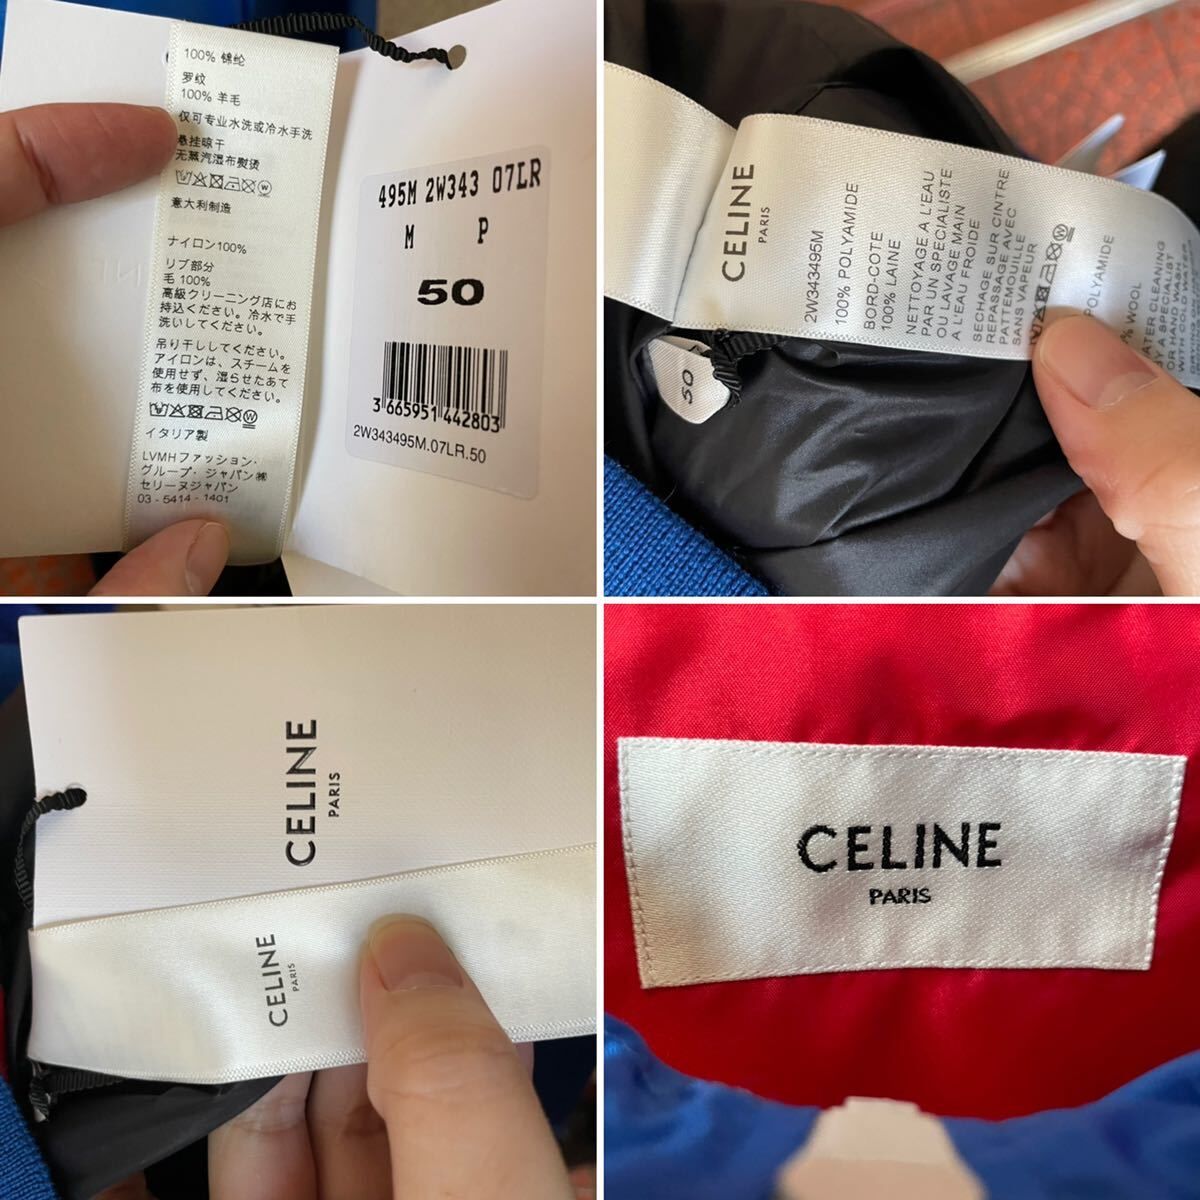 100% 锦纶
罗纹
100% 羊毛
仅可专业水洗或冷水手洗
悬挂晾干
无蒸汽湿布熨烫
意大利制造
ナイロン100%
リブ部分
毛 100%
高級クリーニング店にお
持込ください。冷水で手
洗いしてください。
吊り干ししてください。
アイロンは、スチームを
使用せず、湿らせたあて
布を使用してください。
イタリア製
LVMHファッション・
グループ・ジャパン㈱
セリーヌジャパン
03 - 5414 - 1401
495M 2W343 07LR
M P
50
3 665951 442803
2W343495M.07LR.50
CELINE
PARIS
2W343495M
100% POLYAMIDE
BORD-COTE
100% LAINE
NETTOYAGE A L'EAU
PAR UN SPECIALISTE
OU LAVAGE MAIN
A L'EAU FROIDE
SECHAGE SUR CINTRE
REPASSAGE AVEC
PATTEMOUILLE
SANS VAPEUR
POLYAMIDE
WOOL
CLEANING
SPECIALIST
OR HAND WASH
50
CELINE
PARIS
CELINE
PARIS
CELINE
PARIS